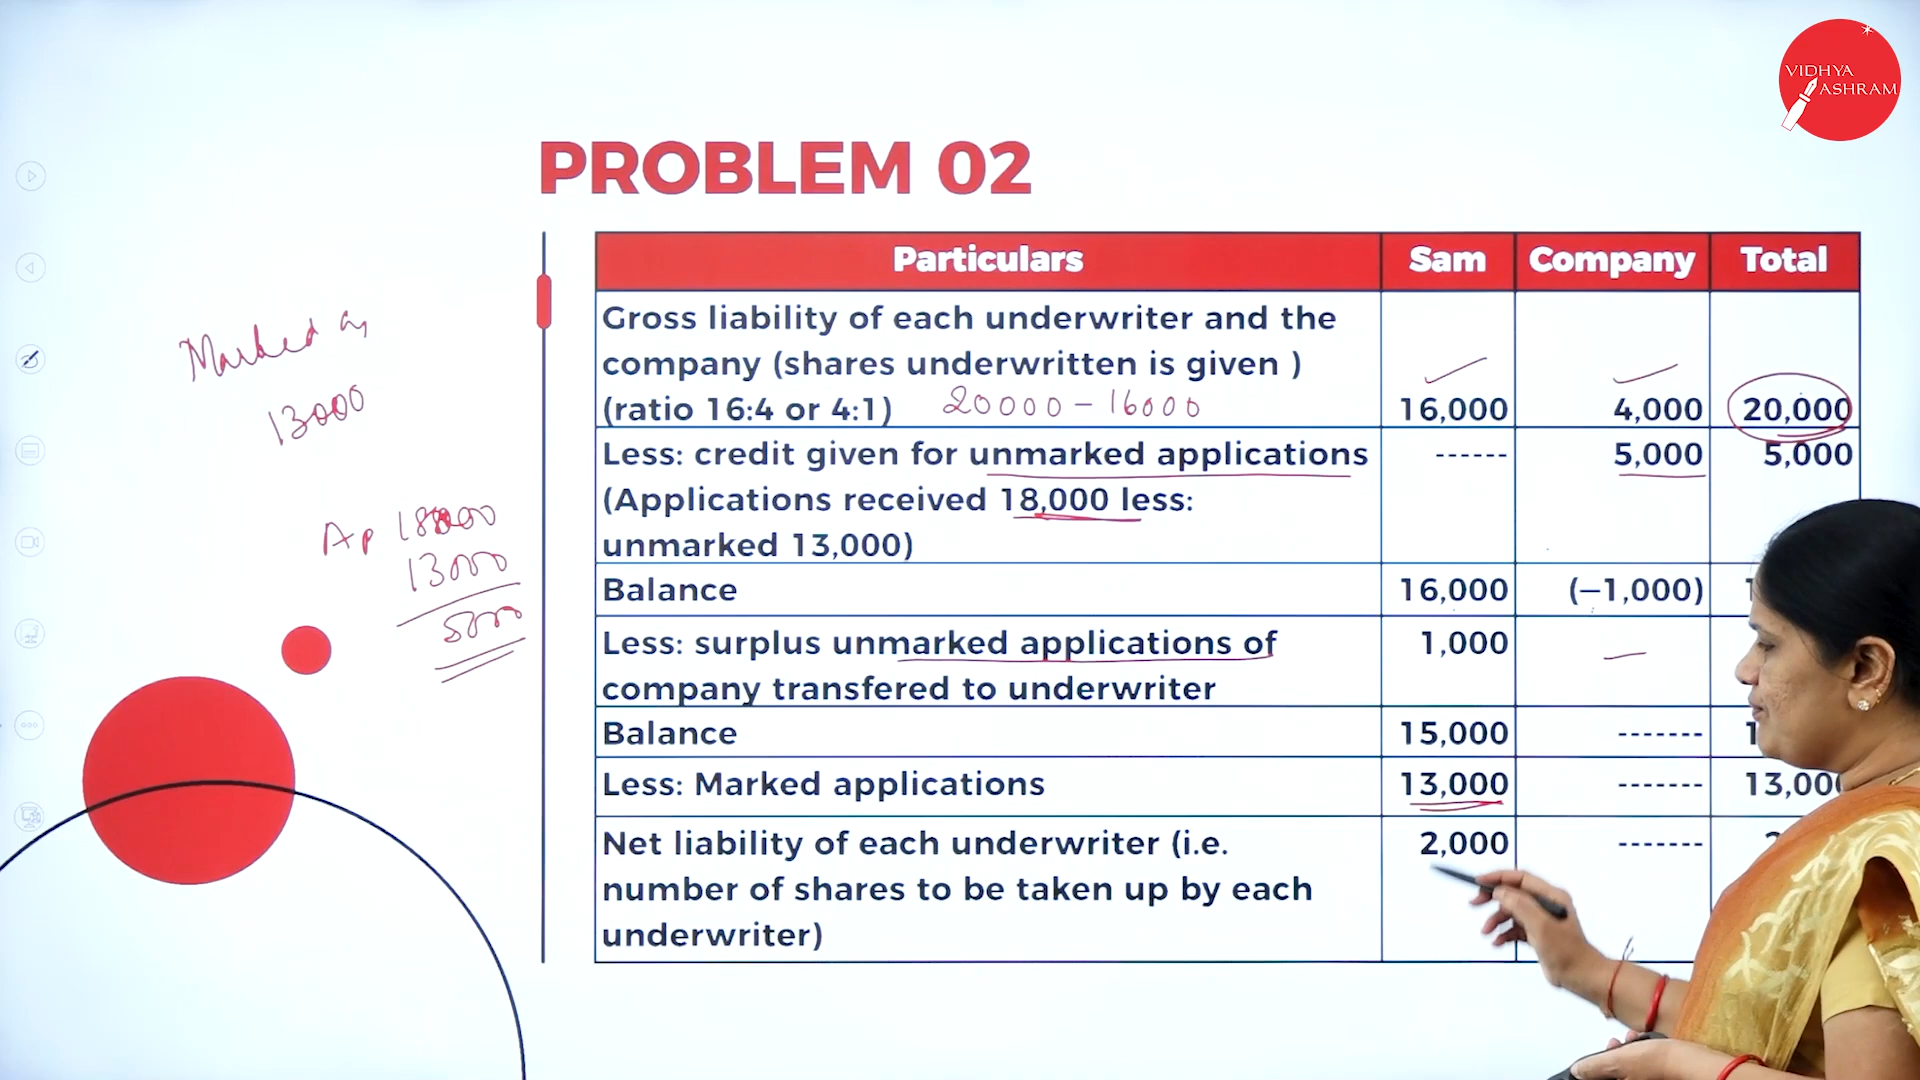 VIDHYA
ASHRAM
PROBLEM 02
Particulars Sam Company Total
Gross liability of each underwriter and the
company (shares underwritten is given )
(ratio 16:4 or 4:1) 20000 - 16000 16,000 4,000 20,000
Less: credit given for unmarked applications ------ 5,000 5,000
(Applications received 18,000 less:
unmarked 13,000)
Balance 16,000 (–1,000)
Less: surplus unmarked applications of 1,000 —
company transfered to underwriter
Balance 15,000 -------
Less: Marked applications 13,000 ------- 13,00
Net liability of each underwriter (i.e. 2,000 -------
number of shares to be taken up by each
underwriter)
Marked
13000
Ap 18000
13000
5000